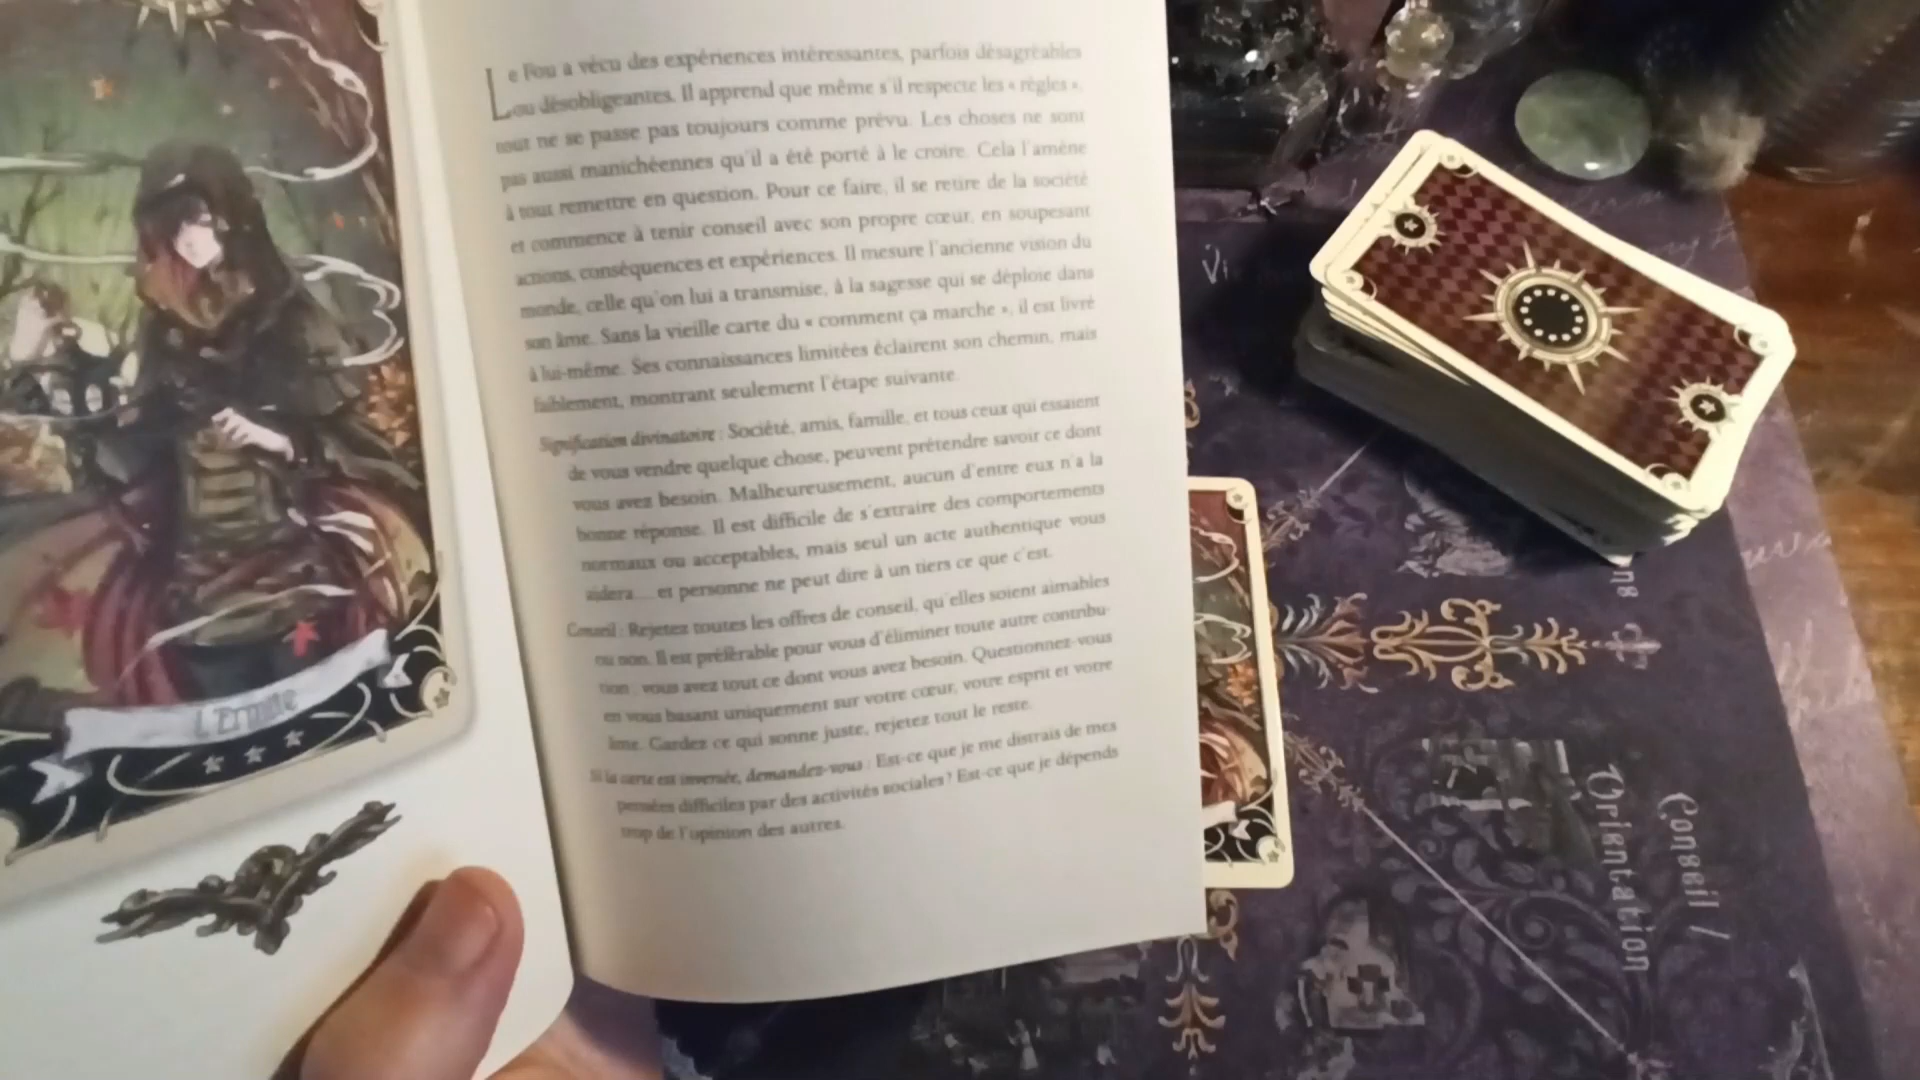 L'Ermite
Le Fou a vécu des expériences intéressantes, parfois désagréables
ou désobligeantes. Il apprend que même s'il respecte les « règles »,
tout ne se passe pas toujours comme prévu. Les choses ne sont
pas aussi manichéennes qu'il a été porté à le croire. Cela l'amène
à tout remettre en question. Pour ce faire, il se retire de la société
et commence à tenir conseil avec son propre cœur, en soupesant
actions, conséquences et expériences. Il mesure l'ancienne vision du
monde, celle qu'on lui a transmise, à la sagesse qui se déploie dans
son âme. Sans la vieille carte du « comment ça marche », il est livré
à lui-même. Ses connaissances limitées éclairent son chemin, mais
faiblement, montrant seulement l'étape suivante.
Signification divinatoire : Société, amis, famille, et tous ceux qui essaient
de vous vendre quelque chose, peuvent prétendre savoir ce dont
vous avez besoin. Malheureusement, aucun d'entre eux n'a la
bonne réponse. Il est difficile de s'extraire des comportements
normaux ou acceptables, mais seul un acte authentique vous
aidera... et personne ne peut dire à un tiers ce que c'est.
Conseil : Rejetez toutes les offres de conseil, qu'elles soient aimables
ou non. Il est préférable pour vous d'éliminer toute autre contribu-
tion : vous avez tout ce dont vous avez besoin. Questionnez-vous
en vous basant uniquement sur votre cœur, votre esprit et votre
âme. Gardez ce qui sonne juste, rejetez tout le reste.
Si la carte est inversée, demandez-vous : Est-ce que je me distrais de mes
pensées difficiles par des activités sociales ? Est-ce que je dépends
trop de l'opinion des autres.
Conseil /
Orientation